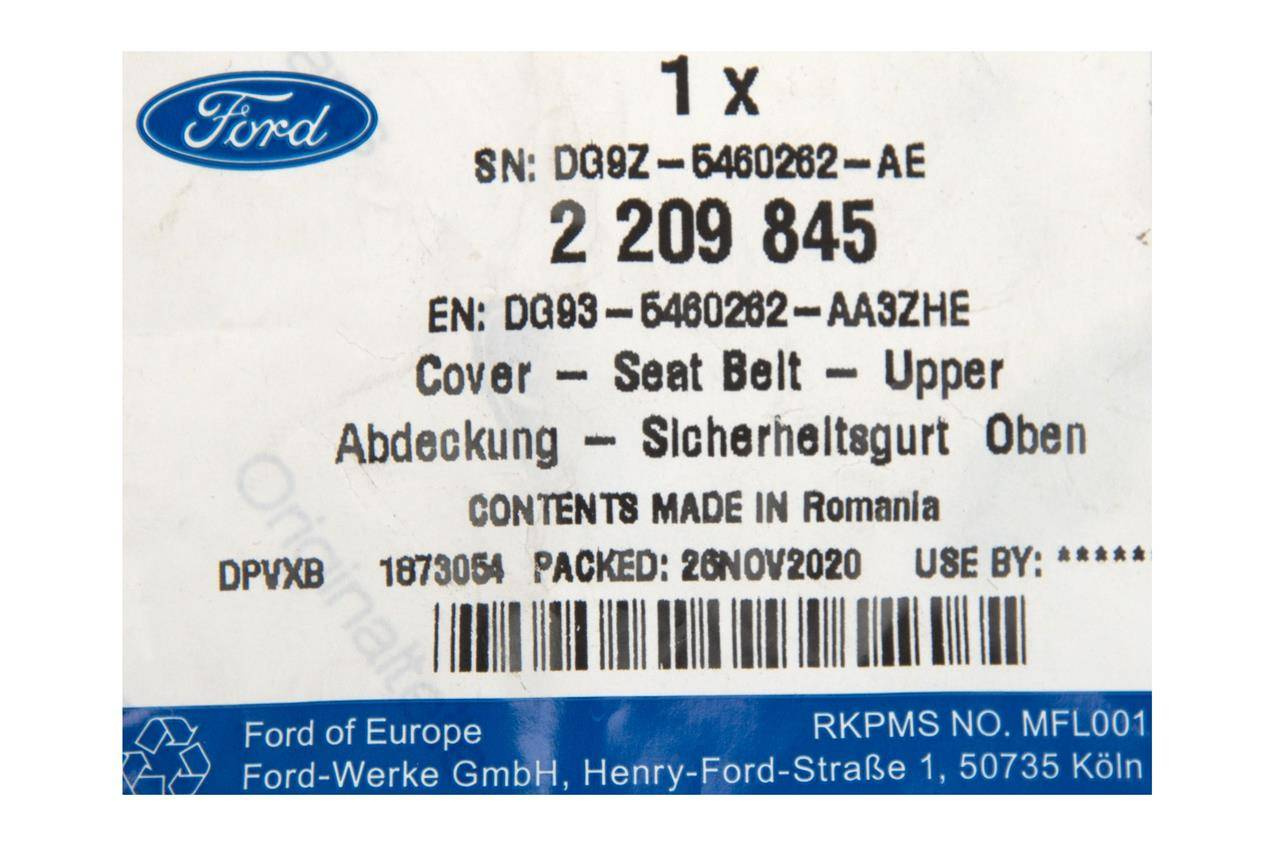 Ford
1 x
SN: DG9Z-5460262-AE
2 209 845
EN: DG93-5460262-AA3ZHE
Cover - Seat Belt - Upper
Abdeckung - Sicherheitsgurt Oben
CONTENTS MADE IN Romania
DPVXB 1873054 PACKED: 26NOV2020 USE BY: *****
Ford of Europe
RKPMS NO. MFL001
Ford-Werke GmbH, Henry-Ford-Straße 1, 50735 Köln